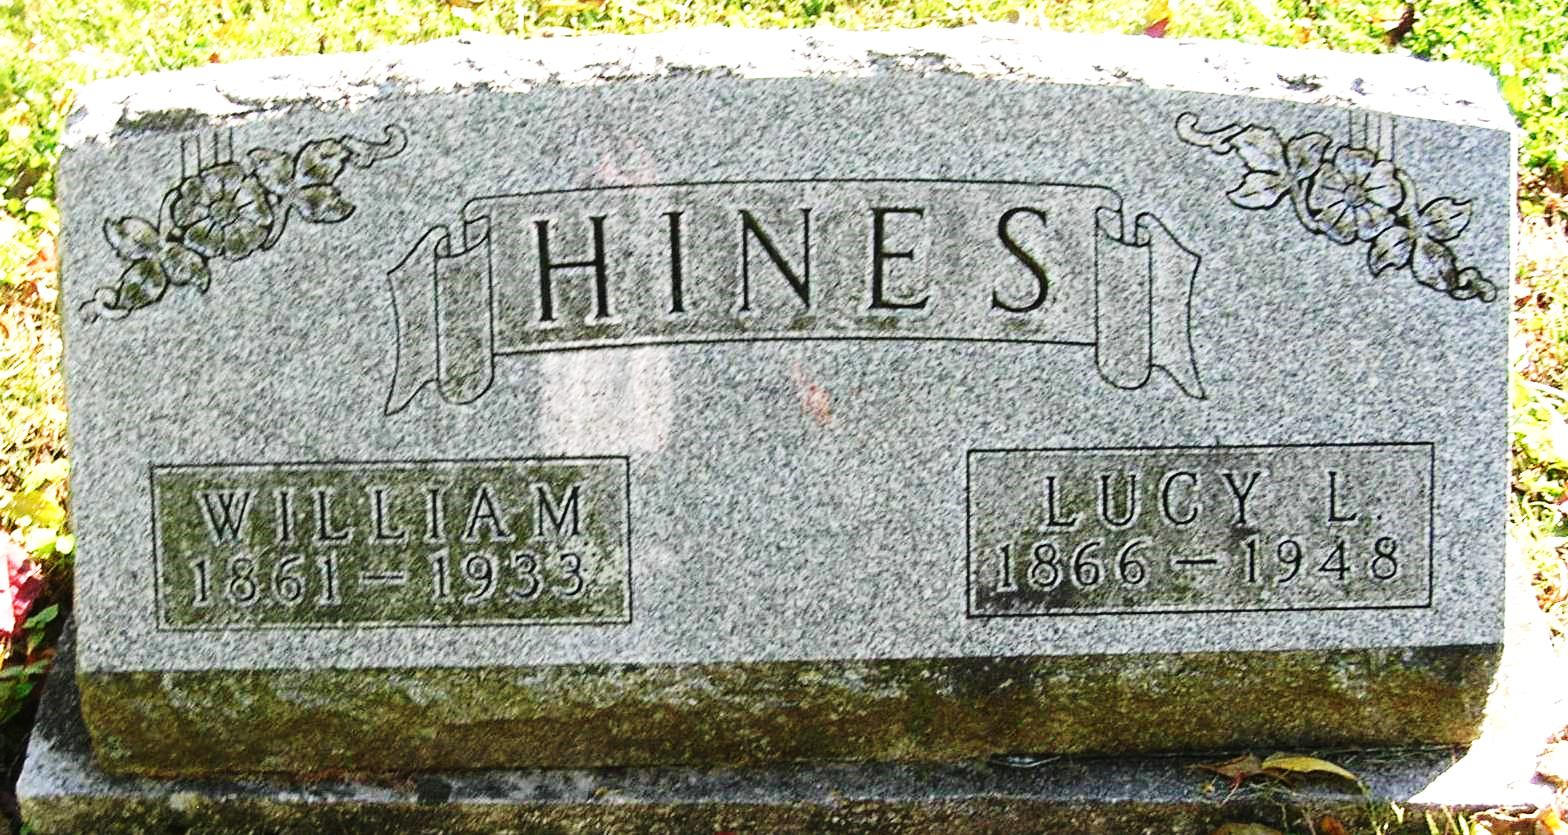 HINES
WILLIAM
1861 – 1933
LUCY L.
1866 – 1948